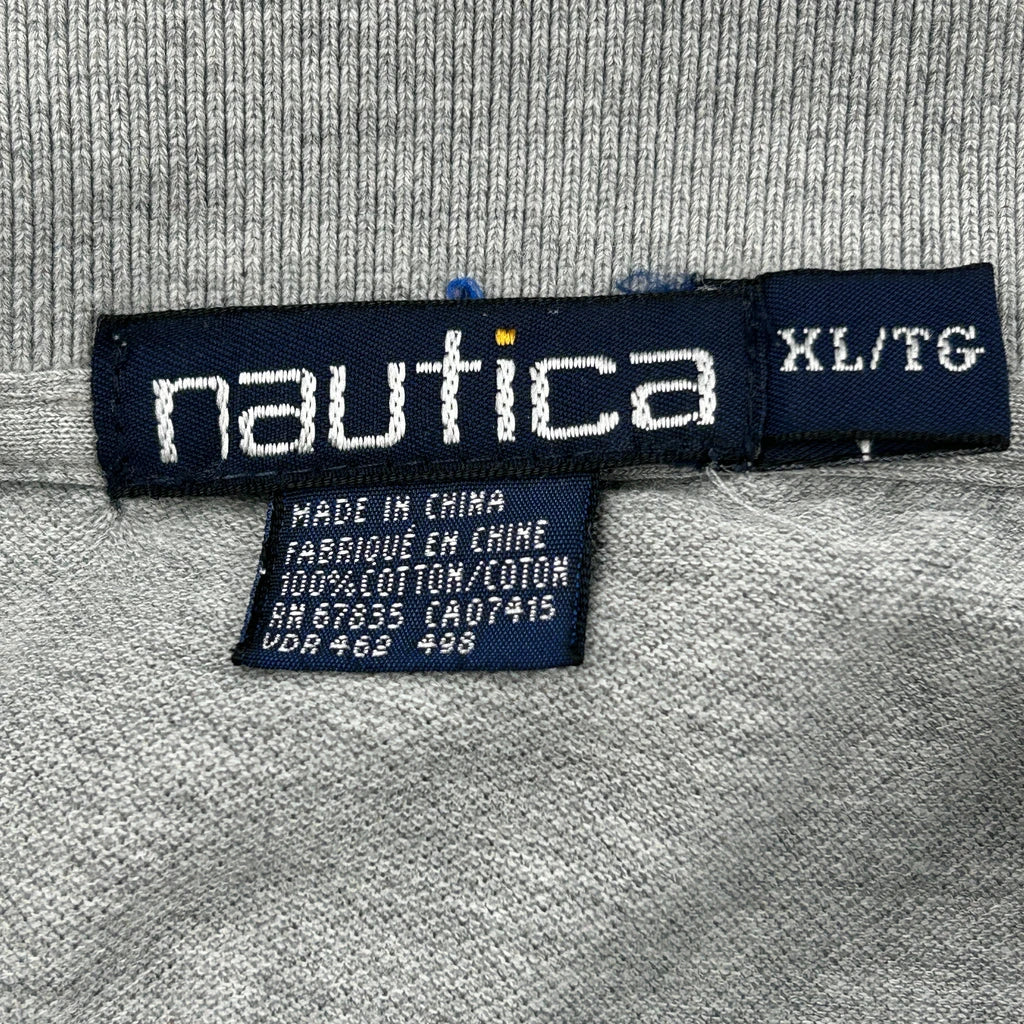 nautica
XL/TG
MADE IN CHINA
FABRIQUÉ EN CHINE
100%COTTON/COTON
RN 67835 CA07415
VDR 462 498